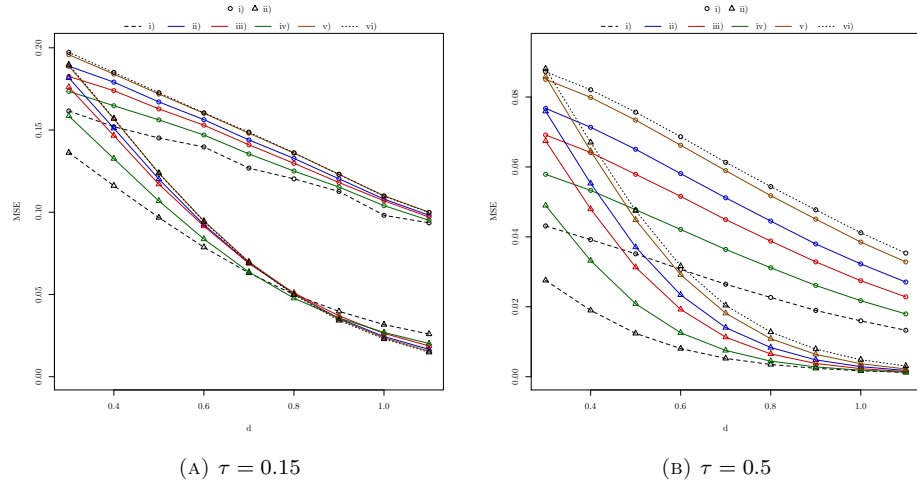 i) ii)
i) ii) iii) iv) v) vi)
0.20
0.15
0.10
0.05
0.00
MSE
0.4 0.6 0.8 1.0
d
(A) τ = 0.15
i) ii)
i) ii) iii) iv) v) vi)
0.08
0.06
0.04
0.02
0.00
MSE
0.4 0.6 0.8 1.0
d
(B) τ = 0.5